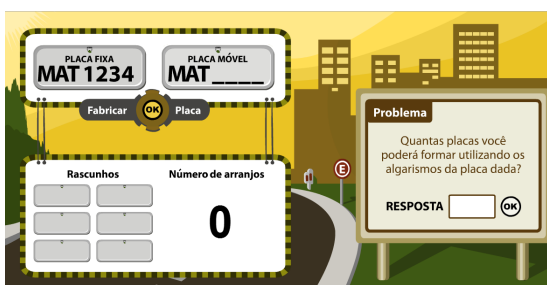 PLACA FIXA
MAT 1234
PLACA MÓVEL
MAT____
Fabricar
OK
Placa
Rascunhos
Número de arranjos
0
E
Problema
Quantas placas você
poderá formar utilizando os
algarismos da placa dada?
RESPOSTA
OK